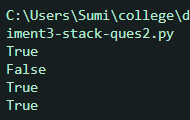 C:\Users\Sumi\college\d
iment3-stack-ques2.py
True
False
True
True